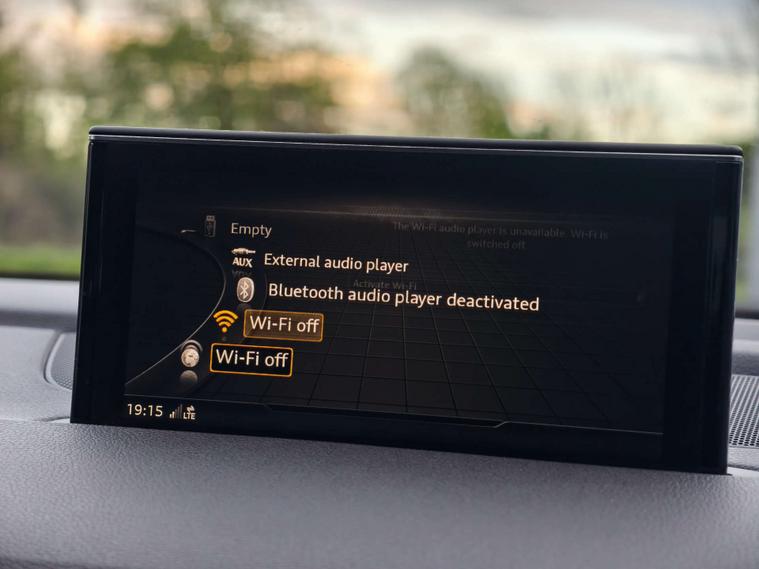 Empty
The Wi-Fi audio player is unavailable. Wi-Fi is
switched off
AUX
External audio player
Activate Wi-Fi
Bluetooth audio player deactivated
Wi-Fi off
Wi-Fi off
19:15
LTE